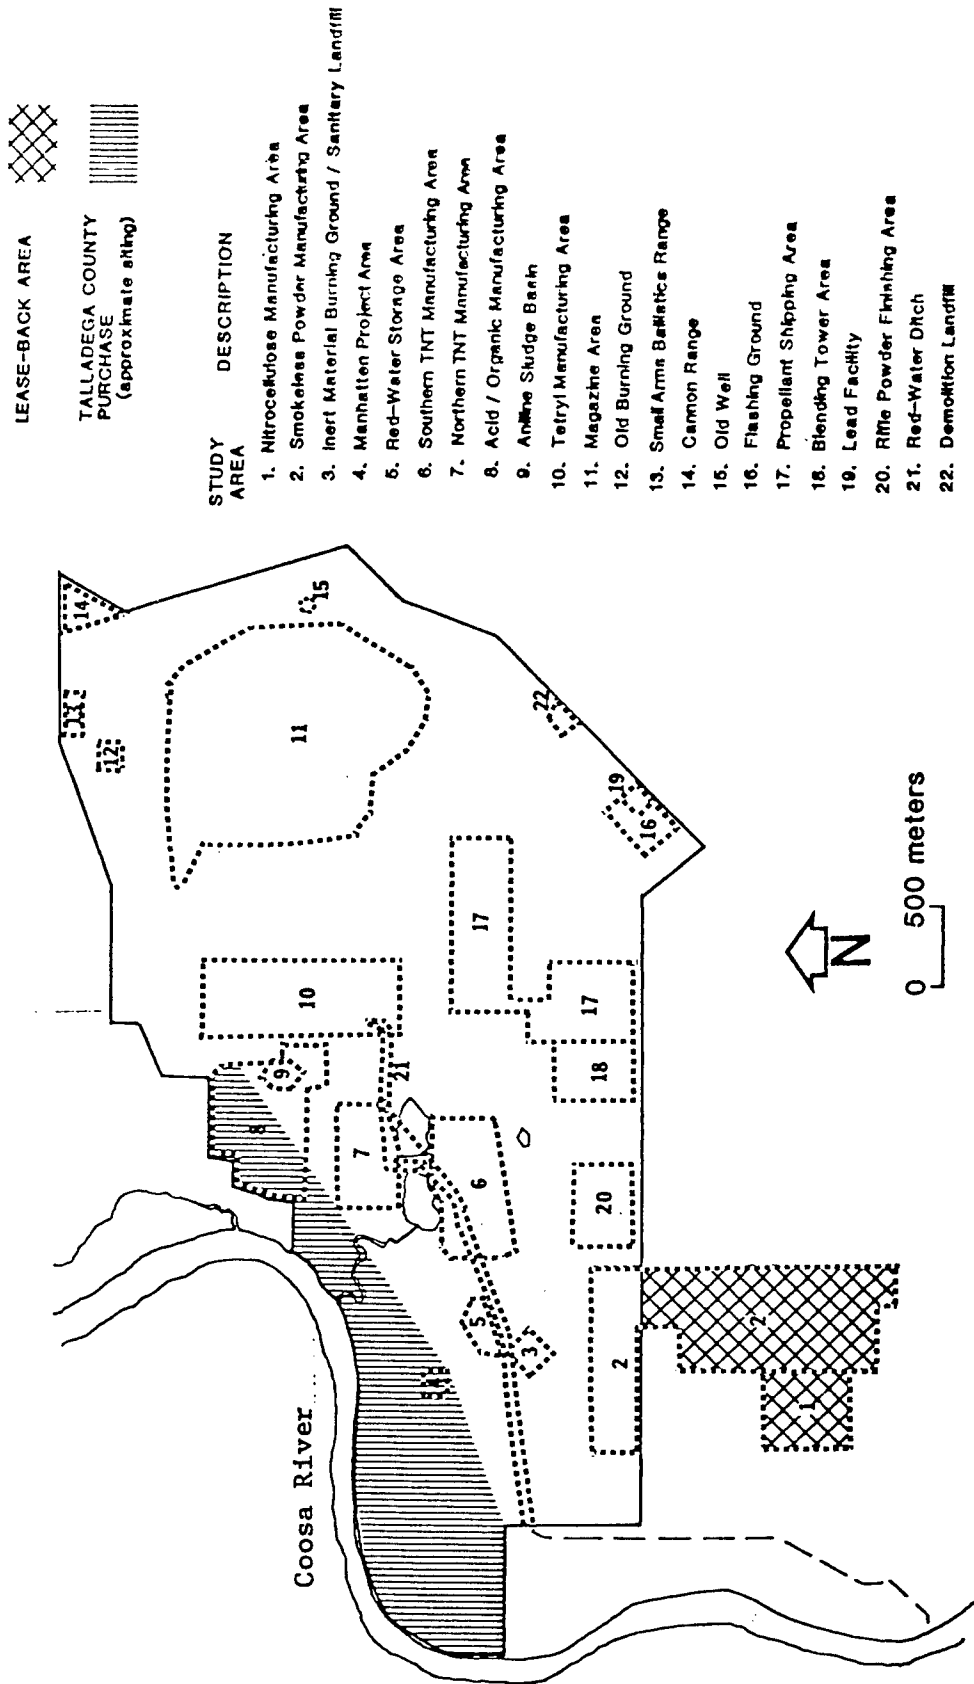 LEASE-BACK AREA
TALLADEGA COUNTY
PURCHASE
(approximate siting)
STUDY
AREA
DESCRIPTION
1. Nitrocellulose Manufacturing Area
2. Smokeless Powder Manufacturing Area
3. Inert Material Burning Ground / Sanitary Landfill
4. Manhatten Project Area
5. Red-Water Storage Area
6. Southern TNT Manufacturing Area
7. Northern TNT Manufacturing Area
8. Acid / Organic Manufacturing Area
9. Aniline Sludge Basin
10. Tetryl Manufacturing Area
11. Magazine Area
12. Old Burning Ground
13. Small Arms Ballistics Range
14. Cannon Range
15. Old Well
16. Flashing Ground
17. Propellant Shipping Area
18. Blending Tower Area
19. Lead Facility
20. Rifle Powder Finishing Area
21. Red-Water Ditch
22. Demolition Landfill
Coosa River
14
13
12
15
11
22
19
16
10
17
17
18
9
21
8
7
6
20
5
3
4
2
2
1
N
0 500 meters